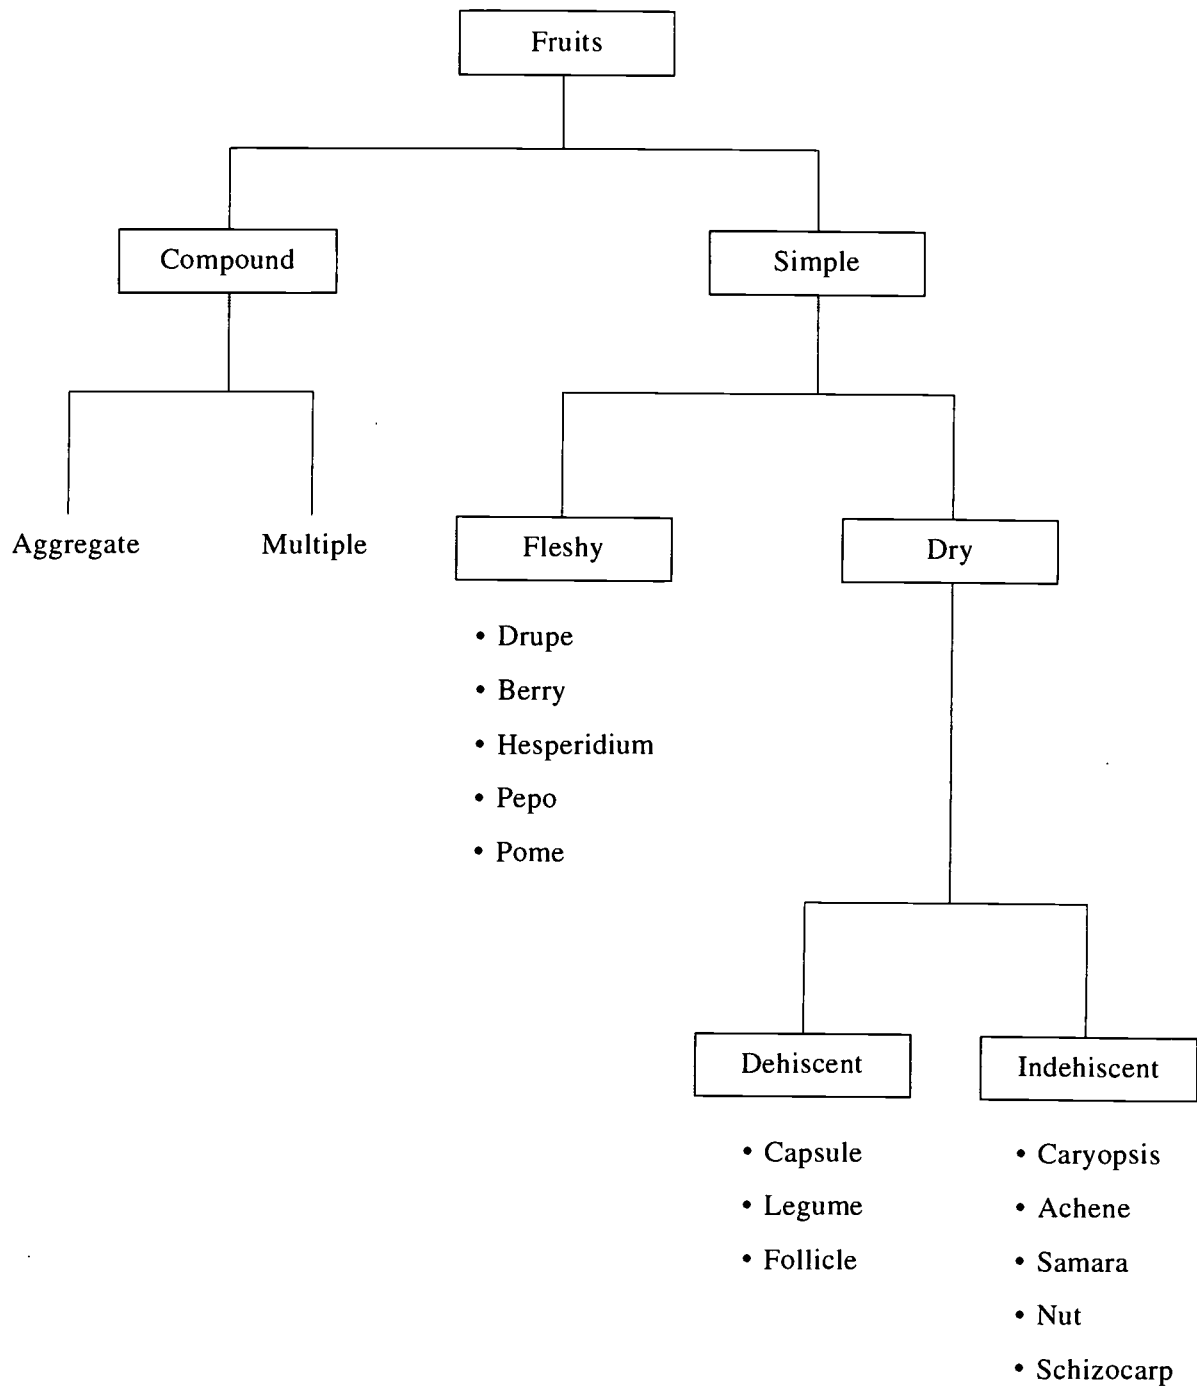 Fruits
Compound
Simple
Aggregate
Multiple
Fleshy
Dry
• Drupe
• Berry
• Hesperidium
• Pepo
• Pome
Dehiscent
Indehiscent
• Capsule
• Legume
• Follicle
• Caryopsis
• Achene
• Samara
• Nut
• Schizocarp